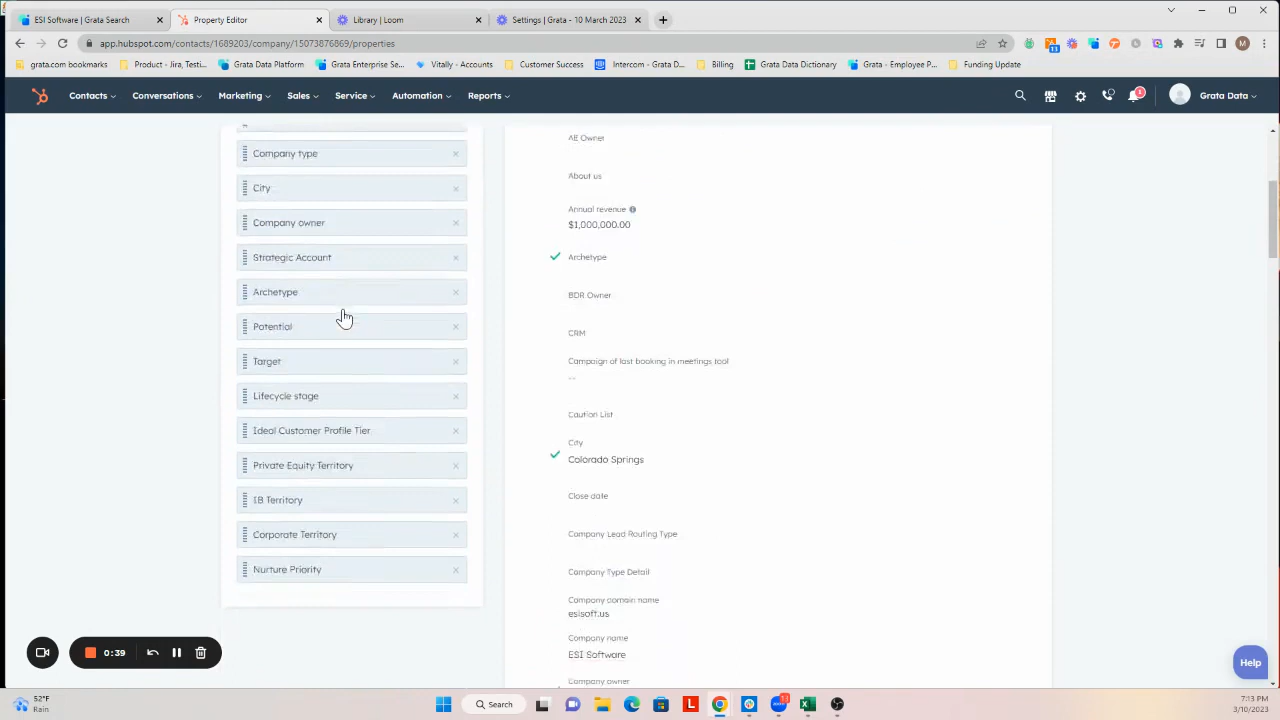 ESI Software | Grata Search
Property Editor
Library | Loom
Settings | Grata - 10 March 2023
app.hubspot.com/contacts/1689203/company/15073876869/properties
11
M
grata.com bookmarks
Product - Jira, Testi...
Grata Data Platform
Grata Enterprise So...
Vitally - Accounts
Customer Success
Intercom - Grata D...
Billing
Grata Data Dictionary
Grata - Employee P...
Funding Update
Contacts
Conversations
Marketing
Sales
Service
Automation
Reports
1
Grata Data
Company type
City
Company owner
Strategic Account
Archetype
Potential
Target
Lifecycle stage
Ideal Customer Profile Tier
Private Equity Territory
IB Territory
Corporate Territory
Nurture Priority
AE Owner
About us
Annual revenue
$1,000,000.00
Archetype
BDR Owner
CRM
Campaign of last booking in meetings tool
--
Caution List
City
Colorado Springs
Close date
Company Lead Routing Type
Company Type Detail
Company domain name
esisoft.us
Company name
ESI Software
Company owner
0:39
Help
52°F
Rain
Search
L
7:13 PM
3/10/2023